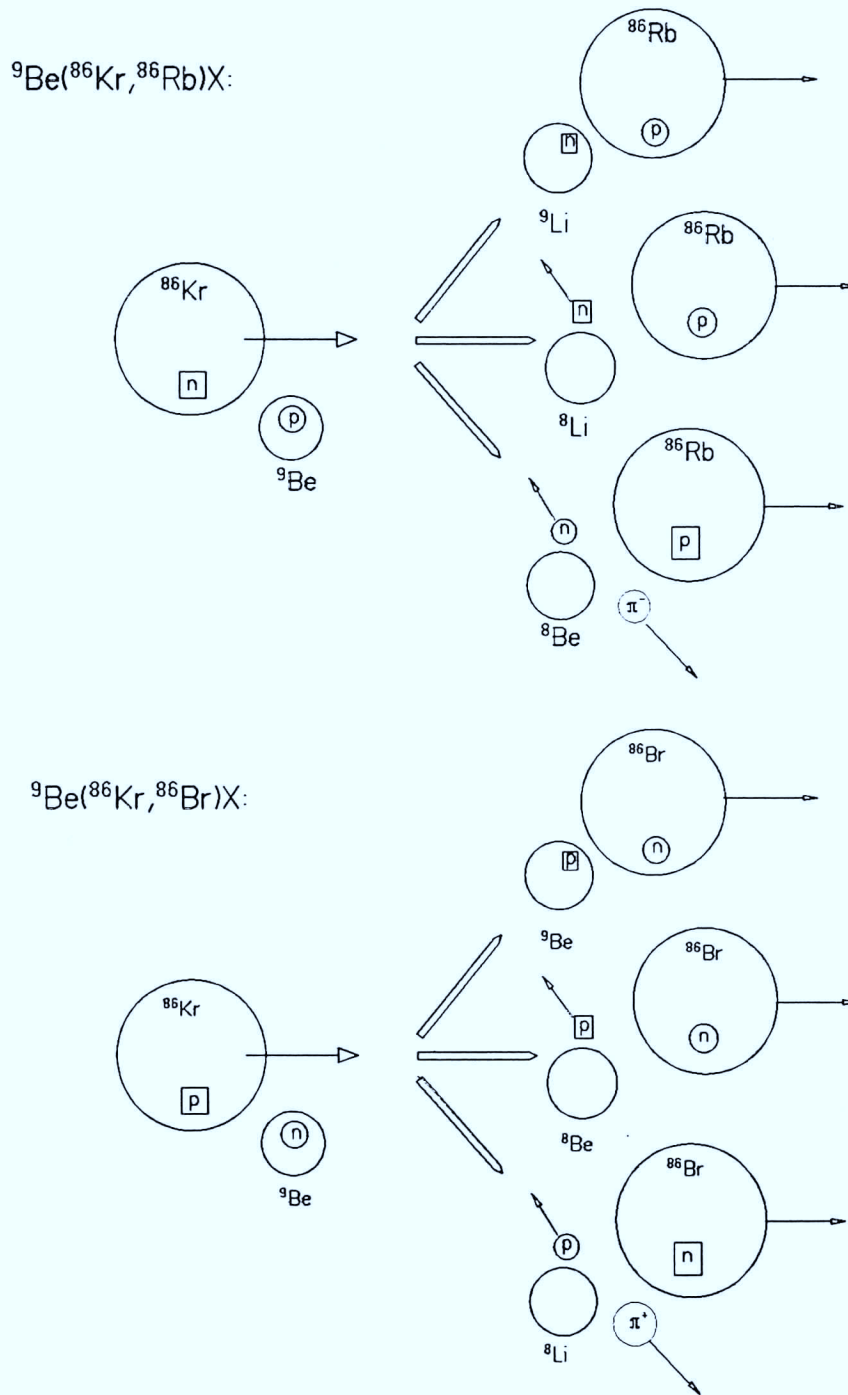 ⁸⁶Rb
⁹Be(⁸⁶Kr,⁸⁶Rb)X:
p
n
⁹Li
⁸⁶Rb
⁸⁶Kr
n
p
n
p
⁹Be
⁸Li
⁸⁶Rb
n
p
π⁻
⁸Be
⁸⁶Br
⁹Be(⁸⁶Kr,⁸⁶Br)X:
n
p
⁹Be
⁸⁶Br
⁸⁶Kr
p
n
p
n
⁹Be
⁸Be
⁸⁶Br
p
n
π⁺
⁸Li